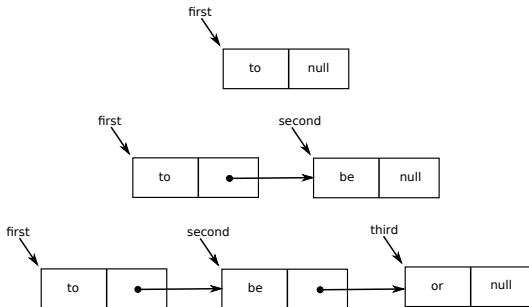 first
to null
first second
to be null
first second third
to be or null